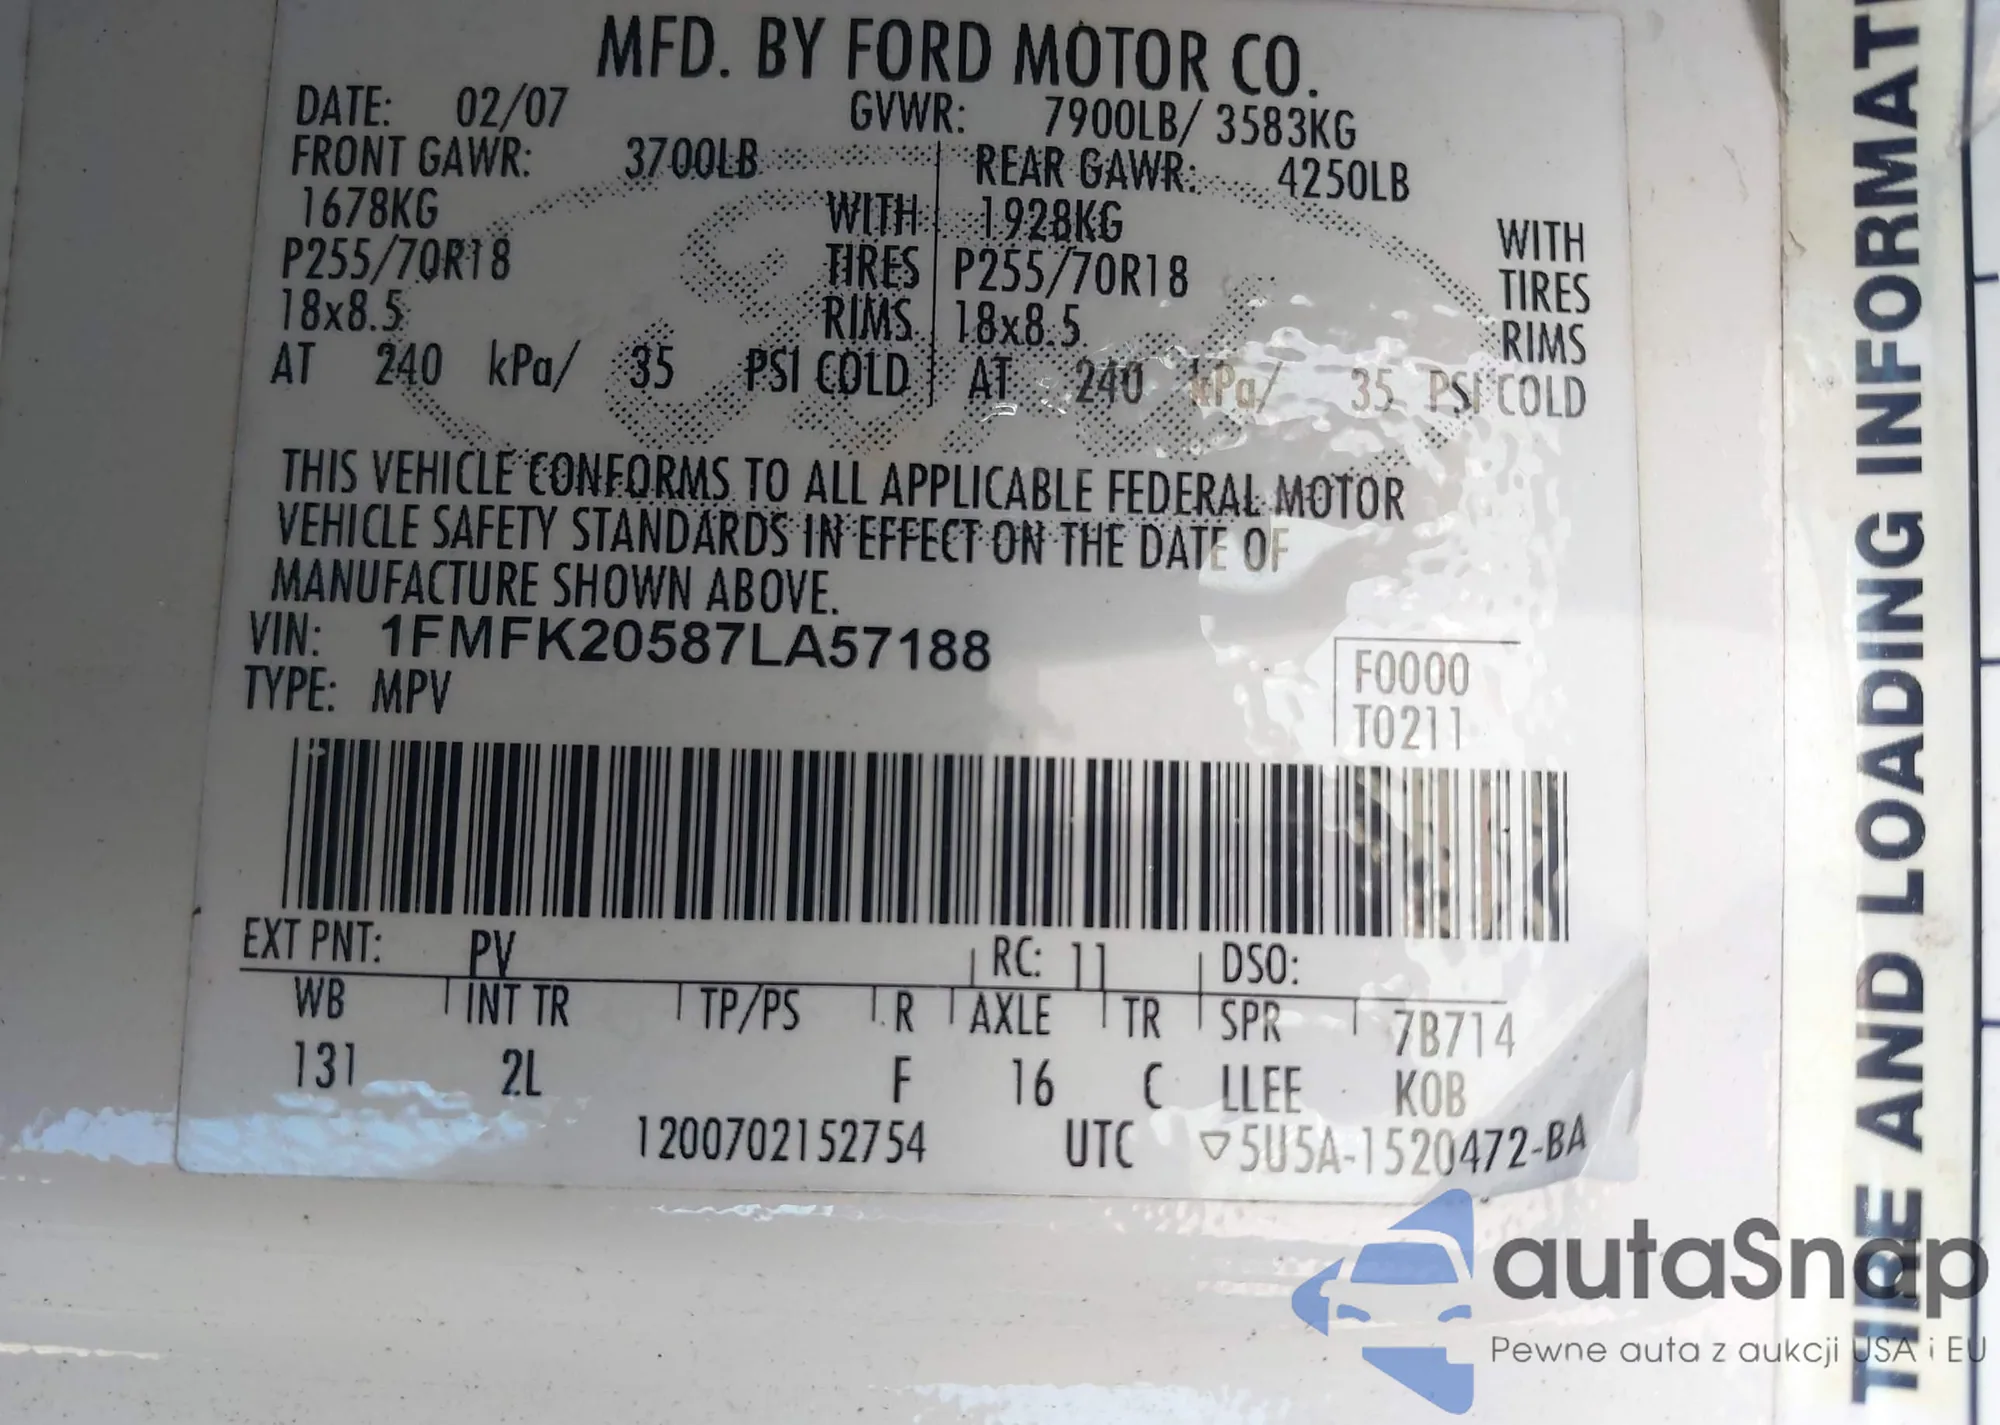 MFD. BY FORD MOTOR CO.
DATE: 02/07 GVWR: 7900LB/ 3583KG
FRONT GAWR: 3700LB REAR GAWR: 4250LB
1678KG WITH 1928KG WITH
P255/70R18 TIRES P255/70R18 TIRES
18x8.5 RIMS 18x8.5 RIMS
AT 240 kPa/ 35 PSI COLD AT 240 kPa/ 35 PSI COLD
THIS VEHICLE CONFORMS TO ALL APPLICABLE FEDERAL MOTOR
VEHICLE SAFETY STANDARDS IN EFFECT ON THE DATE OF
MANUFACTURE SHOWN ABOVE.
VIN: 1FMFK20587LA57188
TYPE: MPV
F0000
T0211
EXT PNT: PV RC: 11 DSO:
WB INT TR TP/PS R AXLE TR SPR 7B714
131 2L F 16 C LLEE K0B
1200702152754 UTC ▽5U5A-1520472-BA
TIRE AND LOADING INFORMATI
autaSnap
Pewne auta z aukcji USA i EU